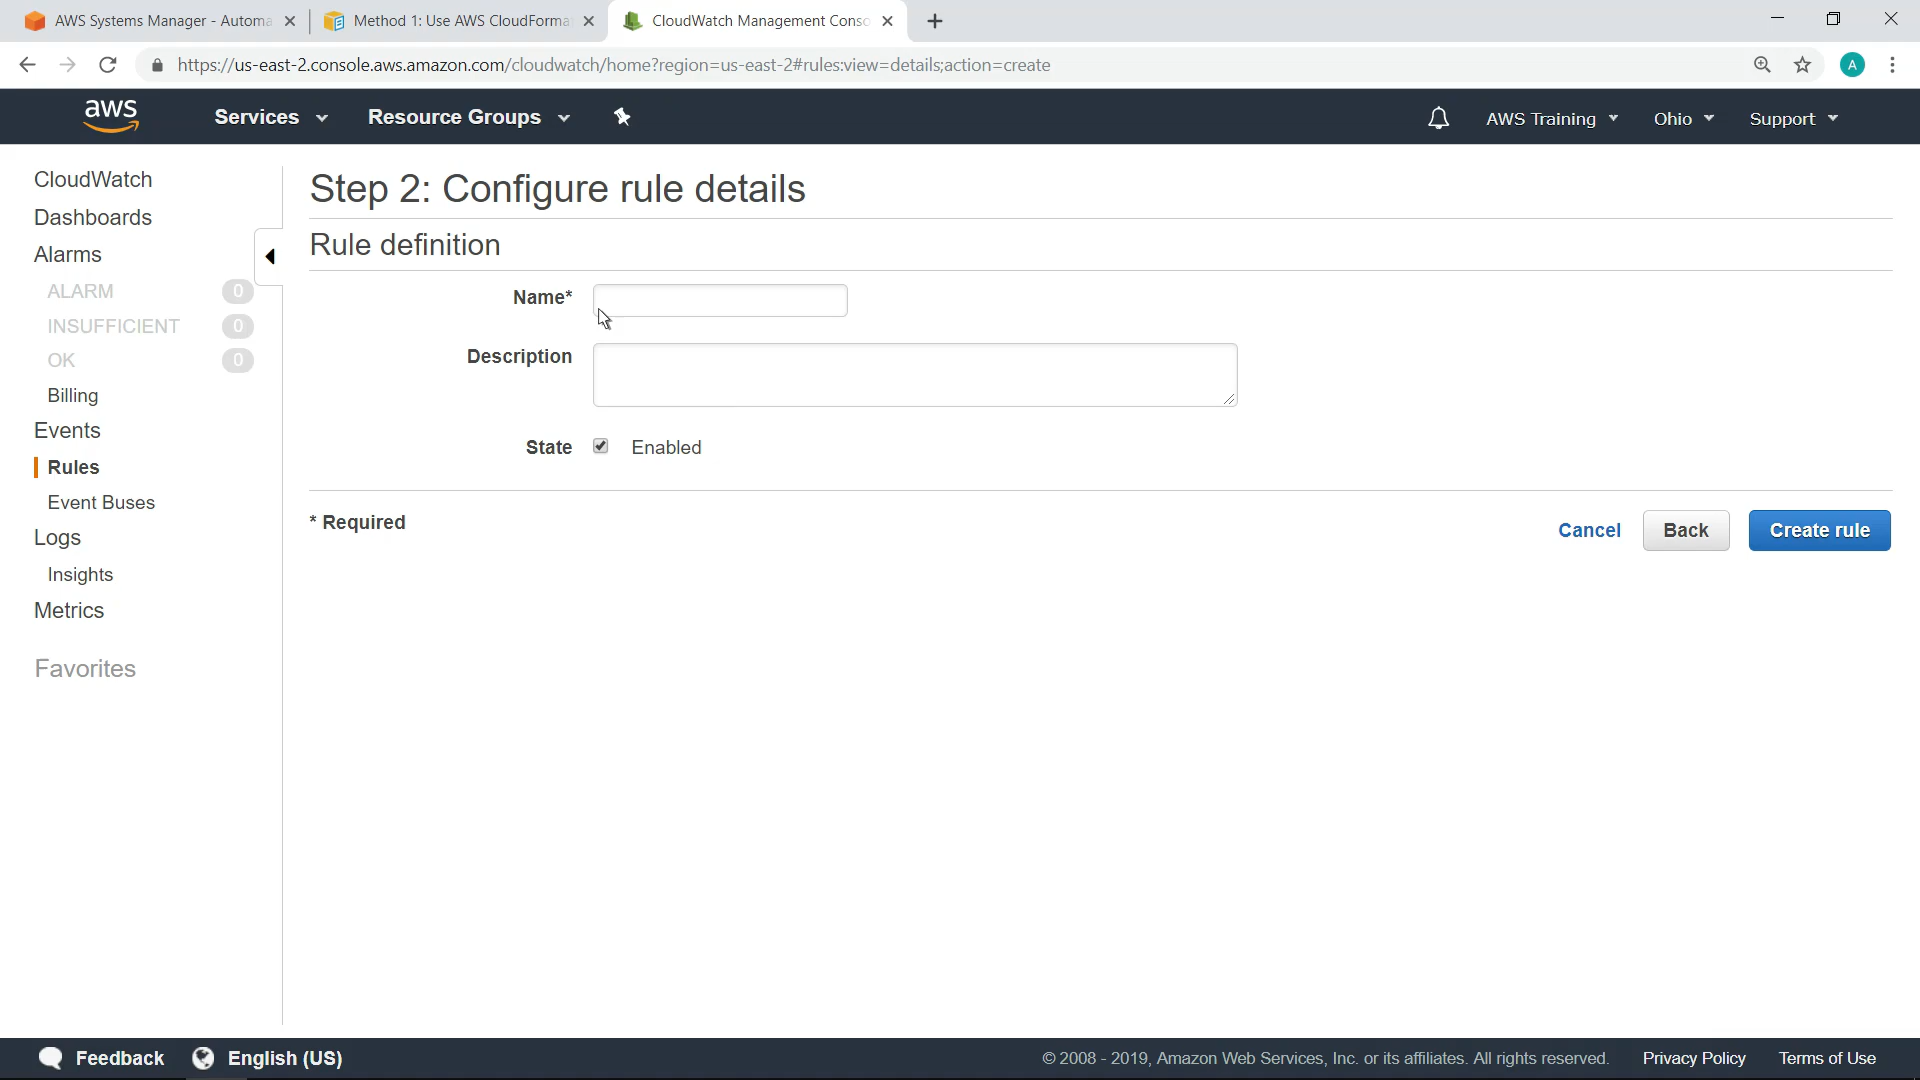 AWS Systems Manager - Automa
Method 1: Use AWS CloudForma
CloudWatch Management Conso
https://us-east-2.console.aws.amazon.com/cloudwatch/home?region=us-east-2#rules:view=details;action=create
A
aws
Services
Resource Groups
AWS Training
Ohio
Support
CloudWatch
Dashboards
Alarms
ALARM 0
INSUFFICIENT 0
OK 0
Billing
Events
Rules
Event Buses
Logs
Insights
Metrics
Favorites
Step 2: Configure rule details
Rule definition
Name*
Description
State Enabled
* Required
Cancel
Back
Create rule
Feedback
English (US)
© 2008 - 2019, Amazon Web Services, Inc. or its affiliates. All rights reserved.
Privacy Policy
Terms of Use